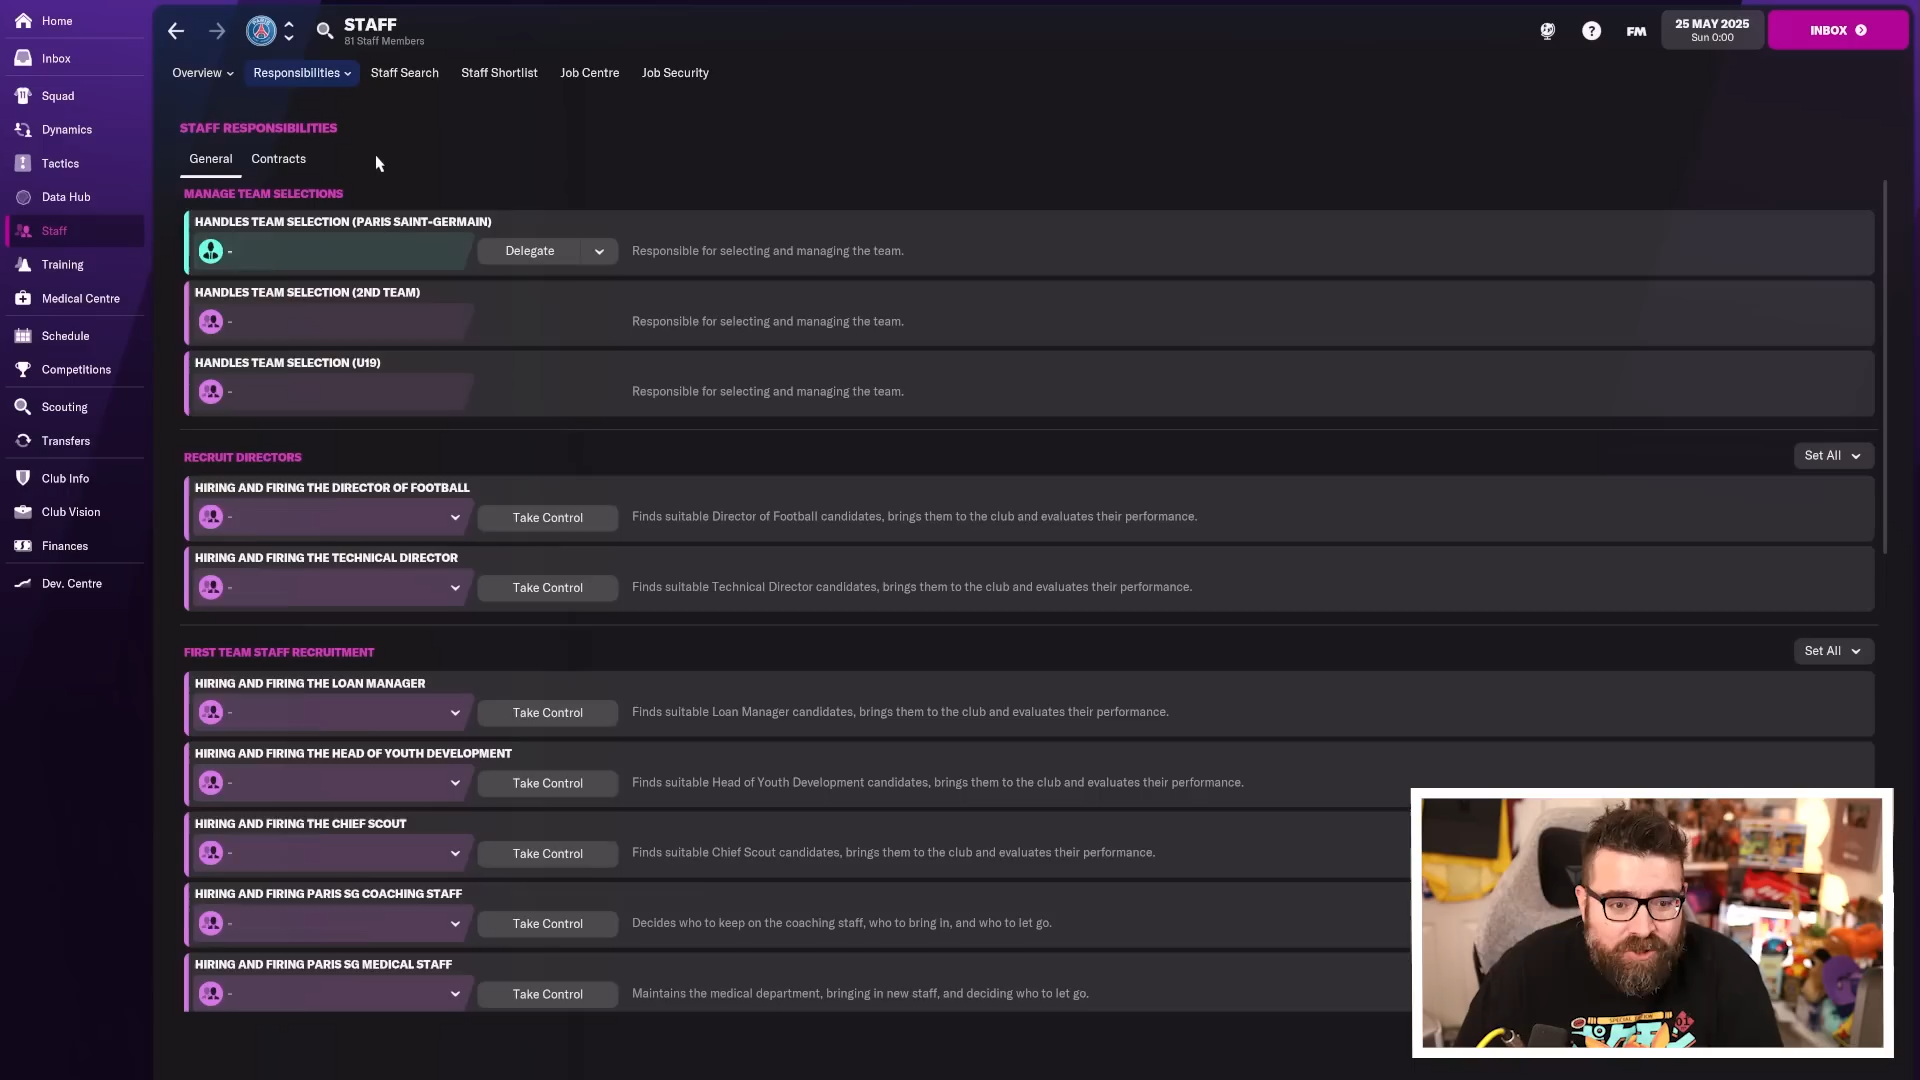 Home
Inbox
Squad
Dynamics
Tactics
Data Hub
Staff
Training
Medical Centre
Schedule
Competitions
Scouting
Transfers
Club Info
Club Vision
Finances
Dev. Centre
STAFF
81 Staff Members
FM
25 MAY 2025
Sun 0:00
INBOX
Overview
Responsibilities
Staff Search
Staff Shortlist
Job Centre
Job Security
STAFF RESPONSIBILITIES
General
Contracts
MANAGE TEAM SELECTIONS
HANDLES TEAM SELECTION (PARIS SAINT-GERMAIN)
-
Delegate
Responsible for selecting and managing the team.
HANDLES TEAM SELECTION (2ND TEAM)
-
Responsible for selecting and managing the team.
HANDLES TEAM SELECTION (U19)
-
Responsible for selecting and managing the team.
RECRUIT DIRECTORS
Set All
HIRING AND FIRING THE DIRECTOR OF FOOTBALL
-
Take Control
Finds suitable Director of Football candidates, brings them to the club and evaluates their performance.
HIRING AND FIRING THE TECHNICAL DIRECTOR
-
Take Control
Finds suitable Technical Director candidates, brings them to the club and evaluates their performance.
FIRST TEAM STAFF RECRUITMENT
Set All
HIRING AND FIRING THE LOAN MANAGER
-
Take Control
Finds suitable Loan Manager candidates, brings them to the club and evaluates their performance.
HIRING AND FIRING THE HEAD OF YOUTH DEVELOPMENT
-
Take Control
Finds suitable Head of Youth Development candidates, brings them to the club and evaluates their performance.
HIRING AND FIRING THE CHIEF SCOUT
-
Take Control
Finds suitable Chief Scout candidates, brings them to the club and evaluates their performance.
HIRING AND FIRING PARIS SG COACHING STAFF
-
Take Control
Decides who to keep on the coaching staff, who to bring in, and who to let go.
HIRING AND FIRING PARIS SG MEDICAL STAFF
-
Take Control
Maintains the medical department, bringing in new staff, and deciding who to let go.
SPECIAL EDITION